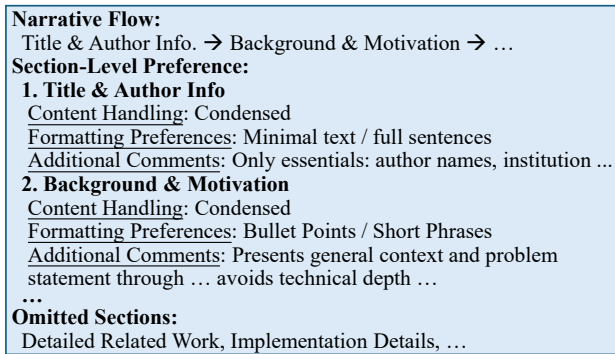 Narrative Flow:
Title & Author Info. → Background & Motivation → …
Section-Level Preference:
1. Title & Author Info
Content Handling: Condensed
Formatting Preferences: Minimal text / full sentences
Additional Comments: Only essentials: author names, institution ...
2. Background & Motivation
Content Handling: Condensed
Formatting Preferences: Bullet Points / Short Phrases
Additional Comments: Presents general context and problem
statement through … avoids technical depth …
…
Omitted Sections:
Detailed Related Work, Implementation Details, …